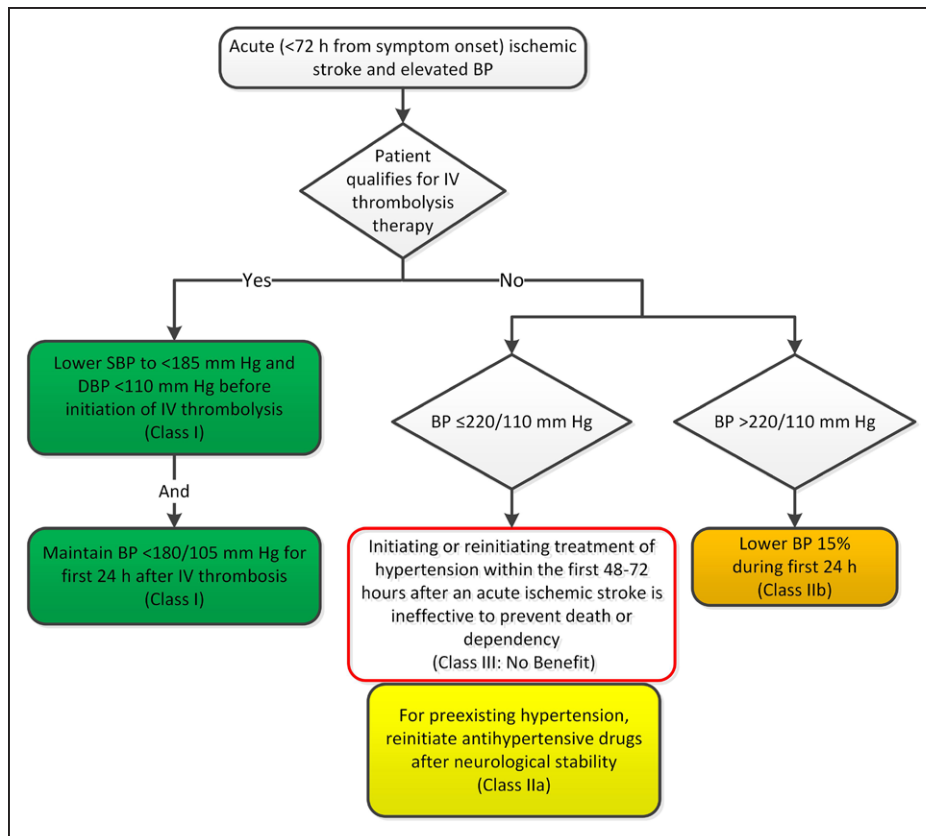 Acute (<72 h from symptom onset) ischemic
stroke and elevated BP
Patient
qualifies for IV
thrombolysis
therapy
Yes
No
Lower SBP to <185 mm Hg and
DBP <110 mm Hg before
initiation of IV thrombolysis
(Class I)
BP ≤220/110 mm Hg
BP >220/110 mm Hg
And
Maintain BP <180/105 mm Hg for
first 24 h after IV thrombosis
(Class I)
Initiating or reinitiating treatment of
hypertension within the first 48-72
hours after an acute ischemic stroke is
ineffective to prevent death or
dependency
(Class III: No Benefit)
Lower BP 15%
during first 24 h
(Class IIb)
For preexisting hypertension,
reinitiate antihypertensive drugs
after neurological stability
(Class IIa)